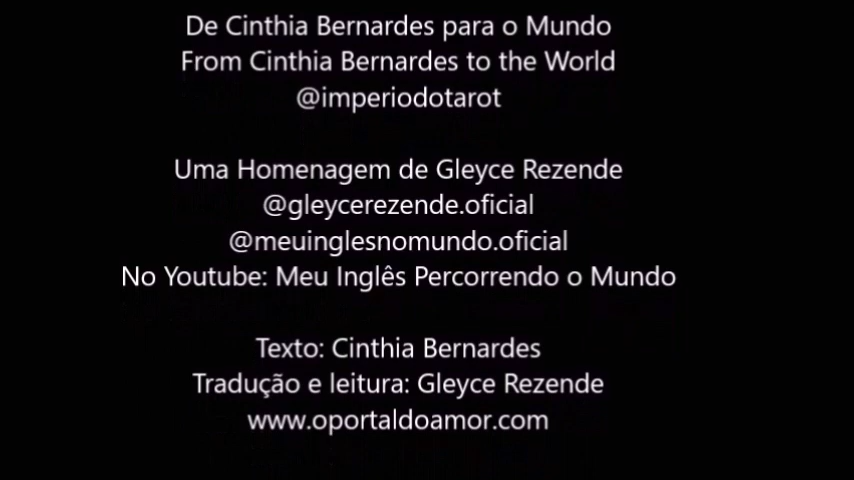 De Cinthia Bernardes para o Mundo
From Cinthia Bernardes to the World
@imperiodotarot
Uma Homenagem de Gleyce Rezende
@gleycerezende.oficial
@meuinglesnomundo.oficial
No Youtube: Meu Inglês Percorrendo o Mundo
Texto: Cinthia Bernardes
Tradução e leitura: Gleyce Rezende
www.oportaldoamor.com